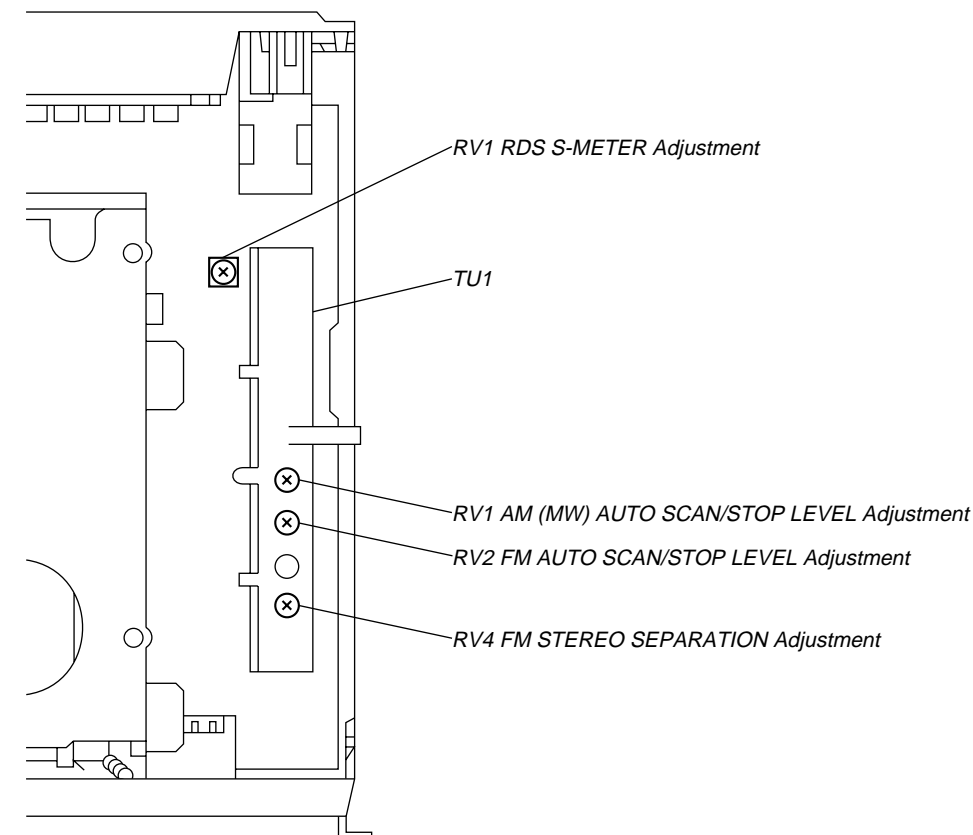 RV1 RDS S-METER Adjustment
TU1
RV1 AM (MW) AUTO SCAN/STOP LEVEL Adjustment
RV2 FM AUTO SCAN/STOP LEVEL Adjustment
RV4 FM STEREO SEPARATION Adjustment